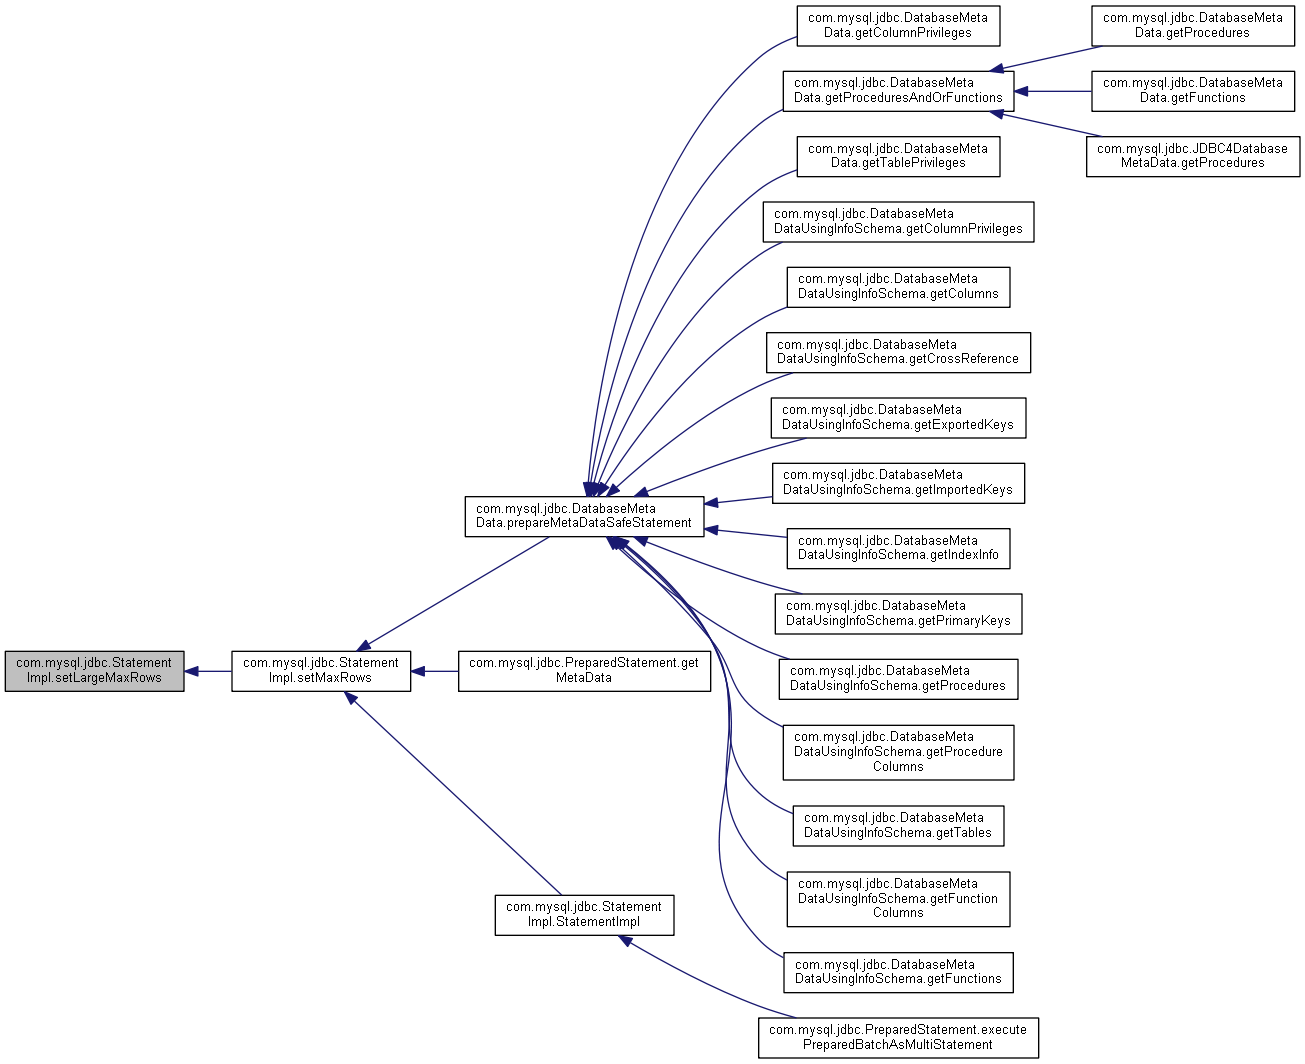 com.mysql.jdbc.DatabaseMeta
Data.getColumnPrivileges
com.mysql.jdbc.DatabaseMeta
Data.getProcedures
com.mysql.jdbc.DatabaseMeta
Data.getProceduresAndOrFunctions
com.mysql.jdbc.DatabaseMeta
Data.getFunctions
com.mysql.jdbc.DatabaseMeta
Data.getTablePrivileges
com.mysql.jdbc.JDBC4Database
MetaData.getProcedures
com.mysql.jdbc.DatabaseMeta
DataUsingInfoSchema.getColumnPrivileges
com.mysql.jdbc.DatabaseMeta
DataUsingInfoSchema.getColumns
com.mysql.jdbc.DatabaseMeta
DataUsingInfoSchema.getCrossReference
com.mysql.jdbc.DatabaseMeta
DataUsingInfoSchema.getExportedKeys
com.mysql.jdbc.DatabaseMeta
DataUsingInfoSchema.getImportedKeys
com.mysql.jdbc.DatabaseMeta
Data.prepareMetaDataSafeStatement
com.mysql.jdbc.DatabaseMeta
DataUsingInfoSchema.getIndexInfo
com.mysql.jdbc.DatabaseMeta
DataUsingInfoSchema.getPrimaryKeys
com.mysql.jdbc.Statement
Impl.setLargeMaxRows
com.mysql.jdbc.Statement
Impl.setMaxRows
com.mysql.jdbc.PreparedStatement.get
MetaData
com.mysql.jdbc.DatabaseMeta
DataUsingInfoSchema.getProcedures
com.mysql.jdbc.DatabaseMeta
DataUsingInfoSchema.getProcedure
Columns
com.mysql.jdbc.DatabaseMeta
DataUsingInfoSchema.getTables
com.mysql.jdbc.DatabaseMeta
DataUsingInfoSchema.getFunction
Columns
com.mysql.jdbc.Statement
Impl.StatementImpl
com.mysql.jdbc.DatabaseMeta
DataUsingInfoSchema.getFunctions
com.mysql.jdbc.PreparedStatement.execute
PreparedBatchAsMultiStatement